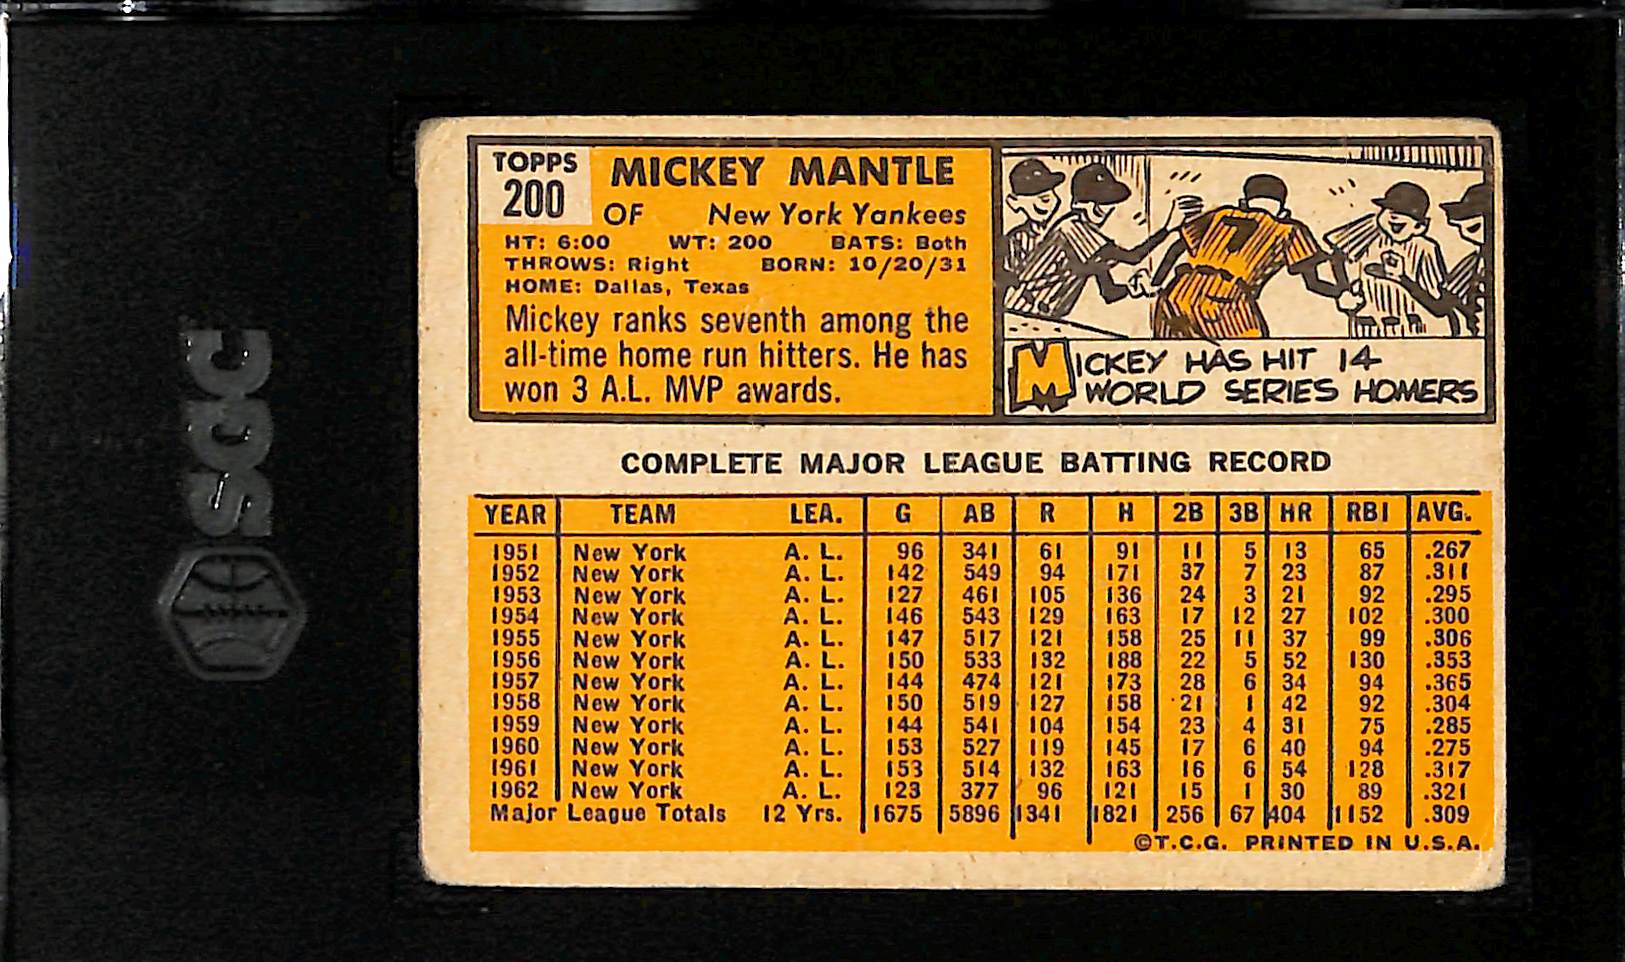 SGC
TOPPS
200
MICKEY MANTLE
OF New York Yankees
HT: 6:00 WT: 200 BATS: Both
THROWS: Right BORN: 10/20/31
HOME: Dallas, Texas
Mickey ranks seventh among the
all-time home run hitters. He has
won 3 A.L. MVP awards.
7
MICKEY HAS HIT 14
WORLD SERIES HOMERS
M
COMPLETE MAJOR LEAGUE BATTING RECORD
YEAR TEAM LEA. G AB R H 2B 3B HR RBI AVG.
1951 New York A. L. 96 341 61 91 11 5 13 65 .267
1952 New York A. L. 142 549 94 171 37 7 23 87 .311
1953 New York A. L. 127 461 105 136 24 3 21 92 .295
1954 New York A. L. 146 543 129 163 17 12 27 102 .300
1955 New York A. L. 147 517 121 158 25 11 37 99 .306
1956 New York A. L. 150 533 132 188 22 5 52 130 .353
1957 New York A. L. 144 474 121 173 28 6 34 94 .365
1958 New York A. L. 150 519 127 158 21 1 42 92 .304
1959 New York A. L. 144 541 104 154 23 4 31 75 .285
1960 New York A. L. 153 527 119 145 17 6 40 94 .275
1961 New York A. L. 153 514 132 163 16 6 54 128 .317
1962 New York A. L. 123 377 96 121 15 1 30 89 .321
Major League Totals 12 Yrs. 1675 5896 1341 1821 256 67 404 1152 .309
©T.C.G. PRINTED IN U.S.A.